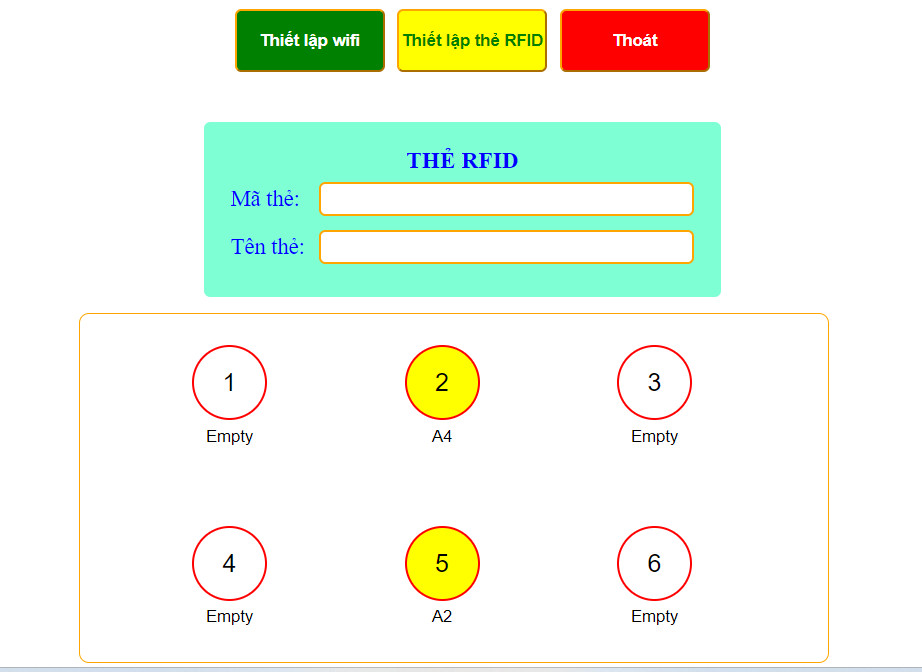 Thiết lập wifi Thiết lập thẻ RFID Thoát
THẺ RFID
Mã thẻ:
Tên thẻ:
1 2 3
Empty A4 Empty
4 5 6
Empty A2 Empty